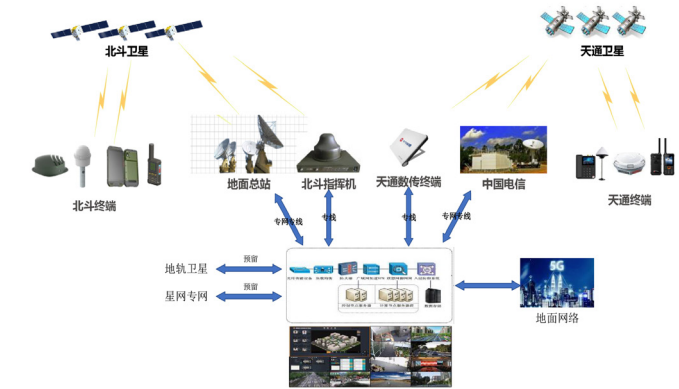 北斗卫星
天通卫星
北斗终端
地面总站
北斗指挥机
天通数传终端
中国电信
天通终端
专网专线
专线
专线
专网专线
地轨卫星
预留
星网专网
预留
5G
地面网络